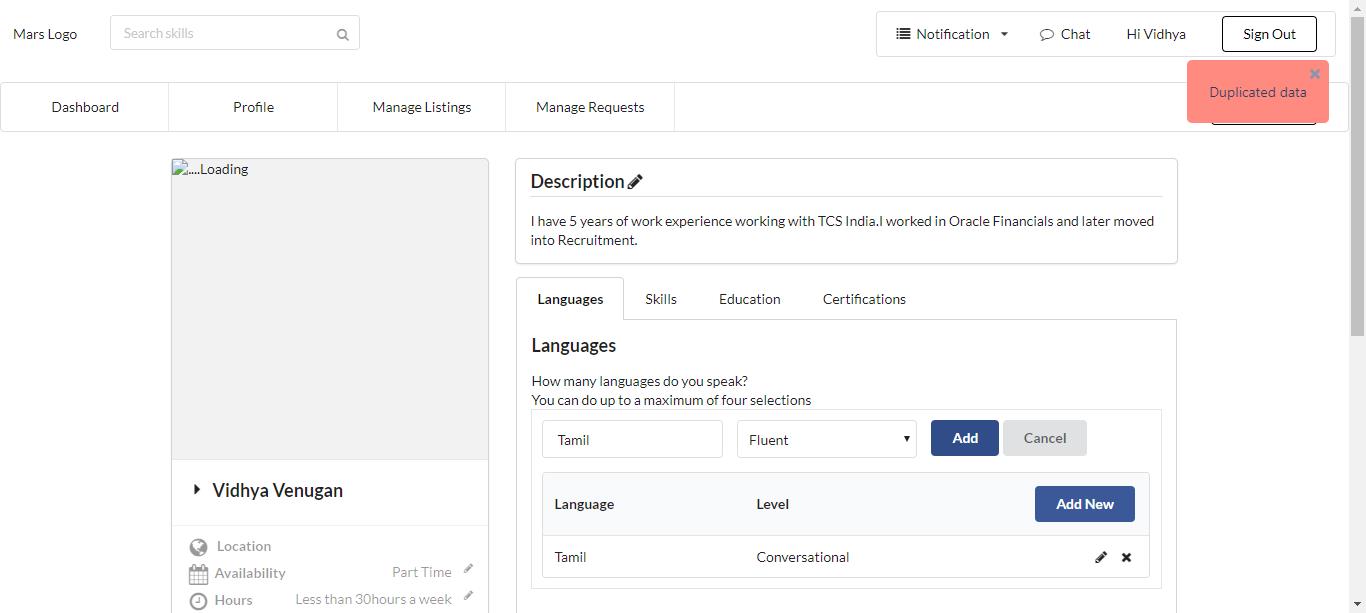 Mars Logo
Search skills
Notification
Chat
Hi Vidhya
Sign Out
Duplicated data
Dashboard
Profile
Manage Listings
Manage Requests
....Loading
Description
I have 5 years of work experience working with TCS India.I worked in Oracle Financials and later moved
into Recruitment.
Languages
Skills
Education
Certifications
Languages
How many languages do you speak?
You can do up to a maximum of four selections
Tamil
Fluent
Add
Cancel
Language
Level
Add New
Tamil
Conversational
Vidhya Venugan
Location
Availability
Part Time
Hours
Less than 30hours a week